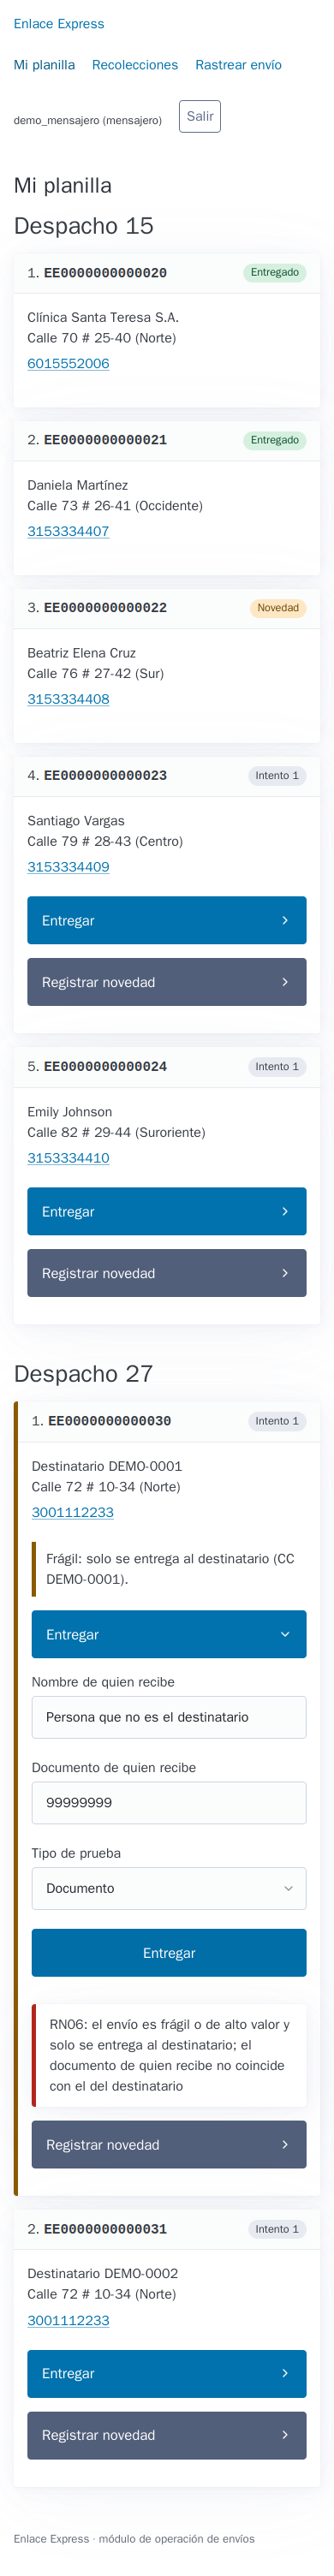 Enlace Express
Mi planilla Recolecciones Rastrear envío
demo_mensajero (mensajero) Salir
Mi planilla
Despacho 15
1. EE0000000000020 Entregado
Clínica Santa Teresa S.A.
Calle 70 # 25-40 (Norte)
6015552006
2. EE0000000000021 Entregado
Daniela Martínez
Calle 73 # 26-41 (Occidente)
3153334407
3. EE0000000000022 Novedad
Beatriz Elena Cruz
Calle 76 # 27-42 (Sur)
3153334408
4. EE0000000000023 Intento 1
Santiago Vargas
Calle 79 # 28-43 (Centro)
3153334409
Entregar
Registrar novedad
5. EE0000000000024 Intento 1
Emily Johnson
Calle 82 # 29-44 (Suroriente)
3153334410
Entregar
Registrar novedad
Despacho 27
1. EE0000000000030 Intento 1
Destinatario DEMO-0001
Calle 72 # 10-34 (Norte)
3001112233
Frágil: solo se entrega al destinatario (CC
DEMO-0001).
Entregar
Nombre de quien recibe
Persona que no es el destinatario
Documento de quien recibe
99999999
Tipo de prueba
Documento
Entregar
RN06: el envío es frágil o de alto valor y
solo se entrega al destinatario; el
documento de quien recibe no coincide
con el del destinatario
Registrar novedad
2. EE0000000000031 Intento 1
Destinatario DEMO-0002
Calle 72 # 10-34 (Norte)
3001112233
Entregar
Registrar novedad
Enlace Express · módulo de operación de envíos